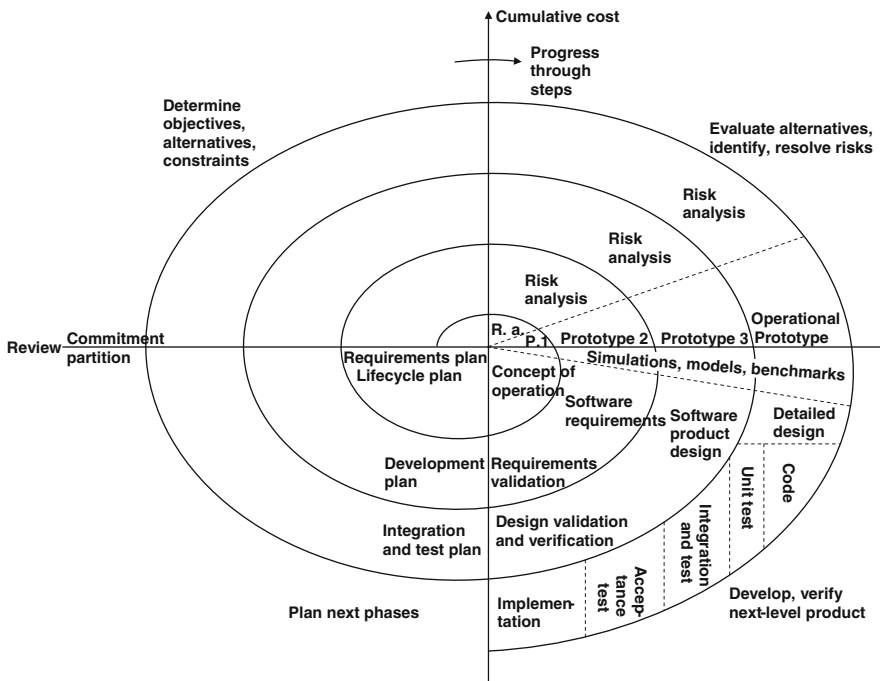 Cumulative cost
Progress
through
steps
Determine
objectives,
alternatives,
constraints
Evaluate alternatives,
identify, resolve risks
Risk
analysis
Risk
analysis
Risk
analysis
R. a.
P.1
Prototype 2
Prototype 3
Operational
Prototype
Review
Commitment
partition
Requirements plan
Lifecycle plan
Concept of
operation
Simulations, models, benchmarks
Software
requirements
Software
product
design
Detailed
design
Development
plan
Requirements
validation
Code
Unit test
Integration
and test
Accep-
tance
test
Integration
and test plan
Design validation
and verification
Implemen-
tation
Plan next phases
Develop, verify
next-level product